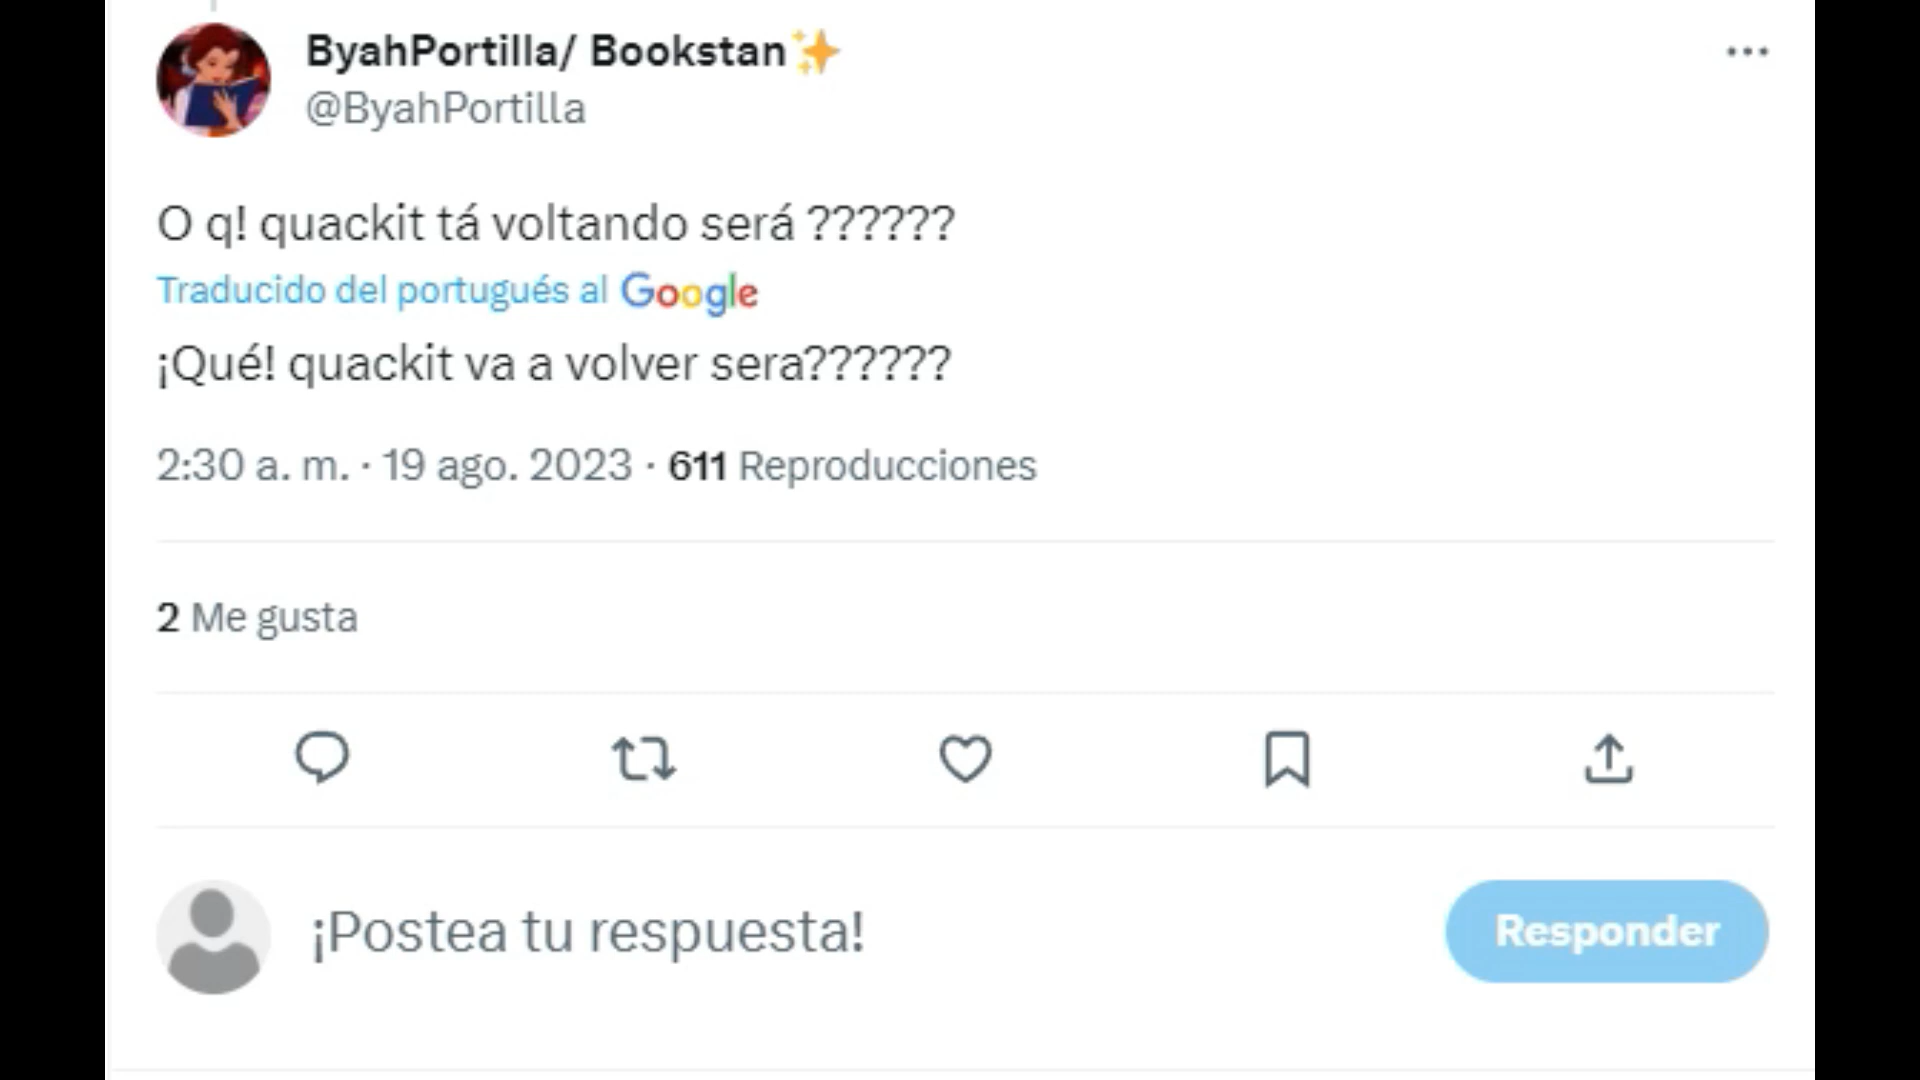 ByahPortilla/ Bookstan✨
@ByahPortilla
O q! quackit tá voltando será ??????
Traducido del portugués al Google
¡Qué! quackit va a volver sera??????
2:30 a. m. · 19 ago. 2023 · 611 Reproducciones
2 Me gusta
¡Postea tu respuesta!
Responder